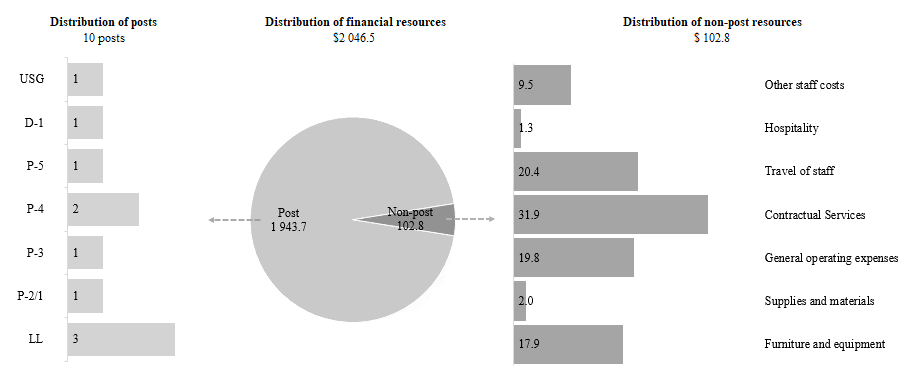 Distribution of posts
10 posts
USG 1
D-1 1
P-5 1
P-4 2
P-3 1
P-2/1 1
LL 3
Distribution of financial resources
$2 046.5
Post
1 943.7
Non-post
102.8
Distribution of non-post resources
$ 102.8
9.5 Other staff costs
1.3 Hospitality
20.4 Travel of staff
31.9 Contractual Services
19.8 General operating expenses
2.0 Supplies and materials
17.9 Furniture and equipment